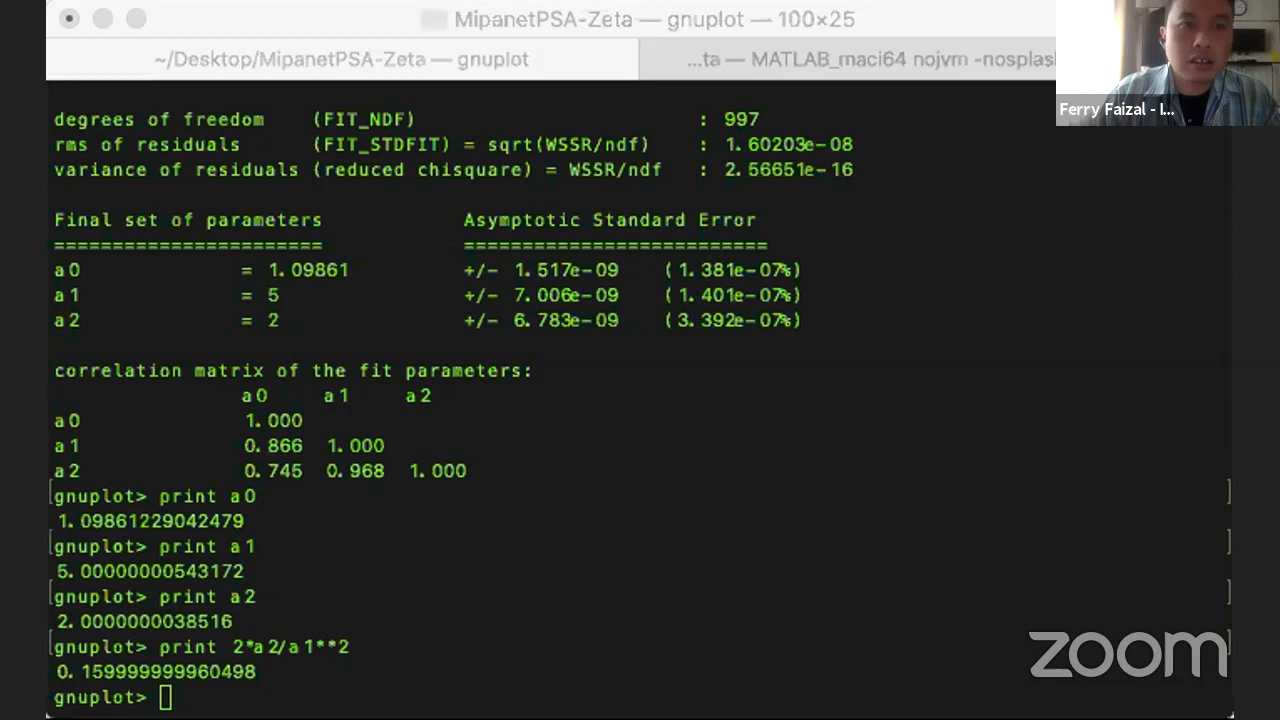 MipanetPSA-Zeta — gnuplot — 100×25
~/Desktop/MipanetPSA-Zeta — gnuplot
...ta — MATLAB_maci64 nojvm -nosplash
Ferry Faizal - I...
degrees of freedom (FIT_NDF) : 997
rms of residuals (FIT_STDFIT) = sqrt(WSSR/ndf) : 1.60203e-08
variance of residuals (reduced chisquare) = WSSR/ndf : 2.56651e-16
Final set of parameters Asymptotic Standard Error
======================= ==========================
a0 = 1.09861 +/- 1.517e-09 (1.381e-07%)
a1 = 5 +/- 7.006e-09 (1.401e-07%)
a2 = 2 +/- 6.783e-09 (3.392e-07%)
correlation matrix of the fit parameters:
a0 a1 a2
a0 1.000
a1 0.866 1.000
a2 0.745 0.968 1.000
[gnuplot> print a0 ]
1.09861229042479
[gnuplot> print a1 ]
5.00000000543172
[gnuplot> print a2 ]
2.0000000038516
[gnuplot> print 2*a2/a1**2 ]
0.159999999960498
gnuplot>
zoom